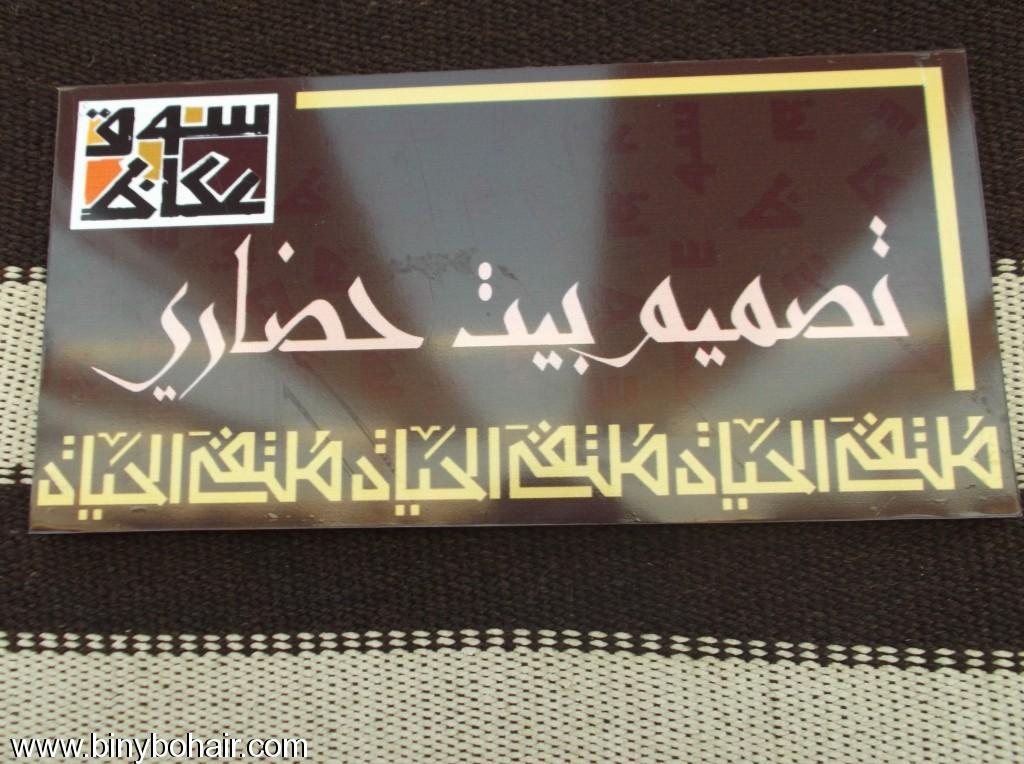 سوق
عكاظ
تصميم بيت حضاري
ملتقى الحياة ملتقى الحياة ملتقى الحياة
www.binybohair.com